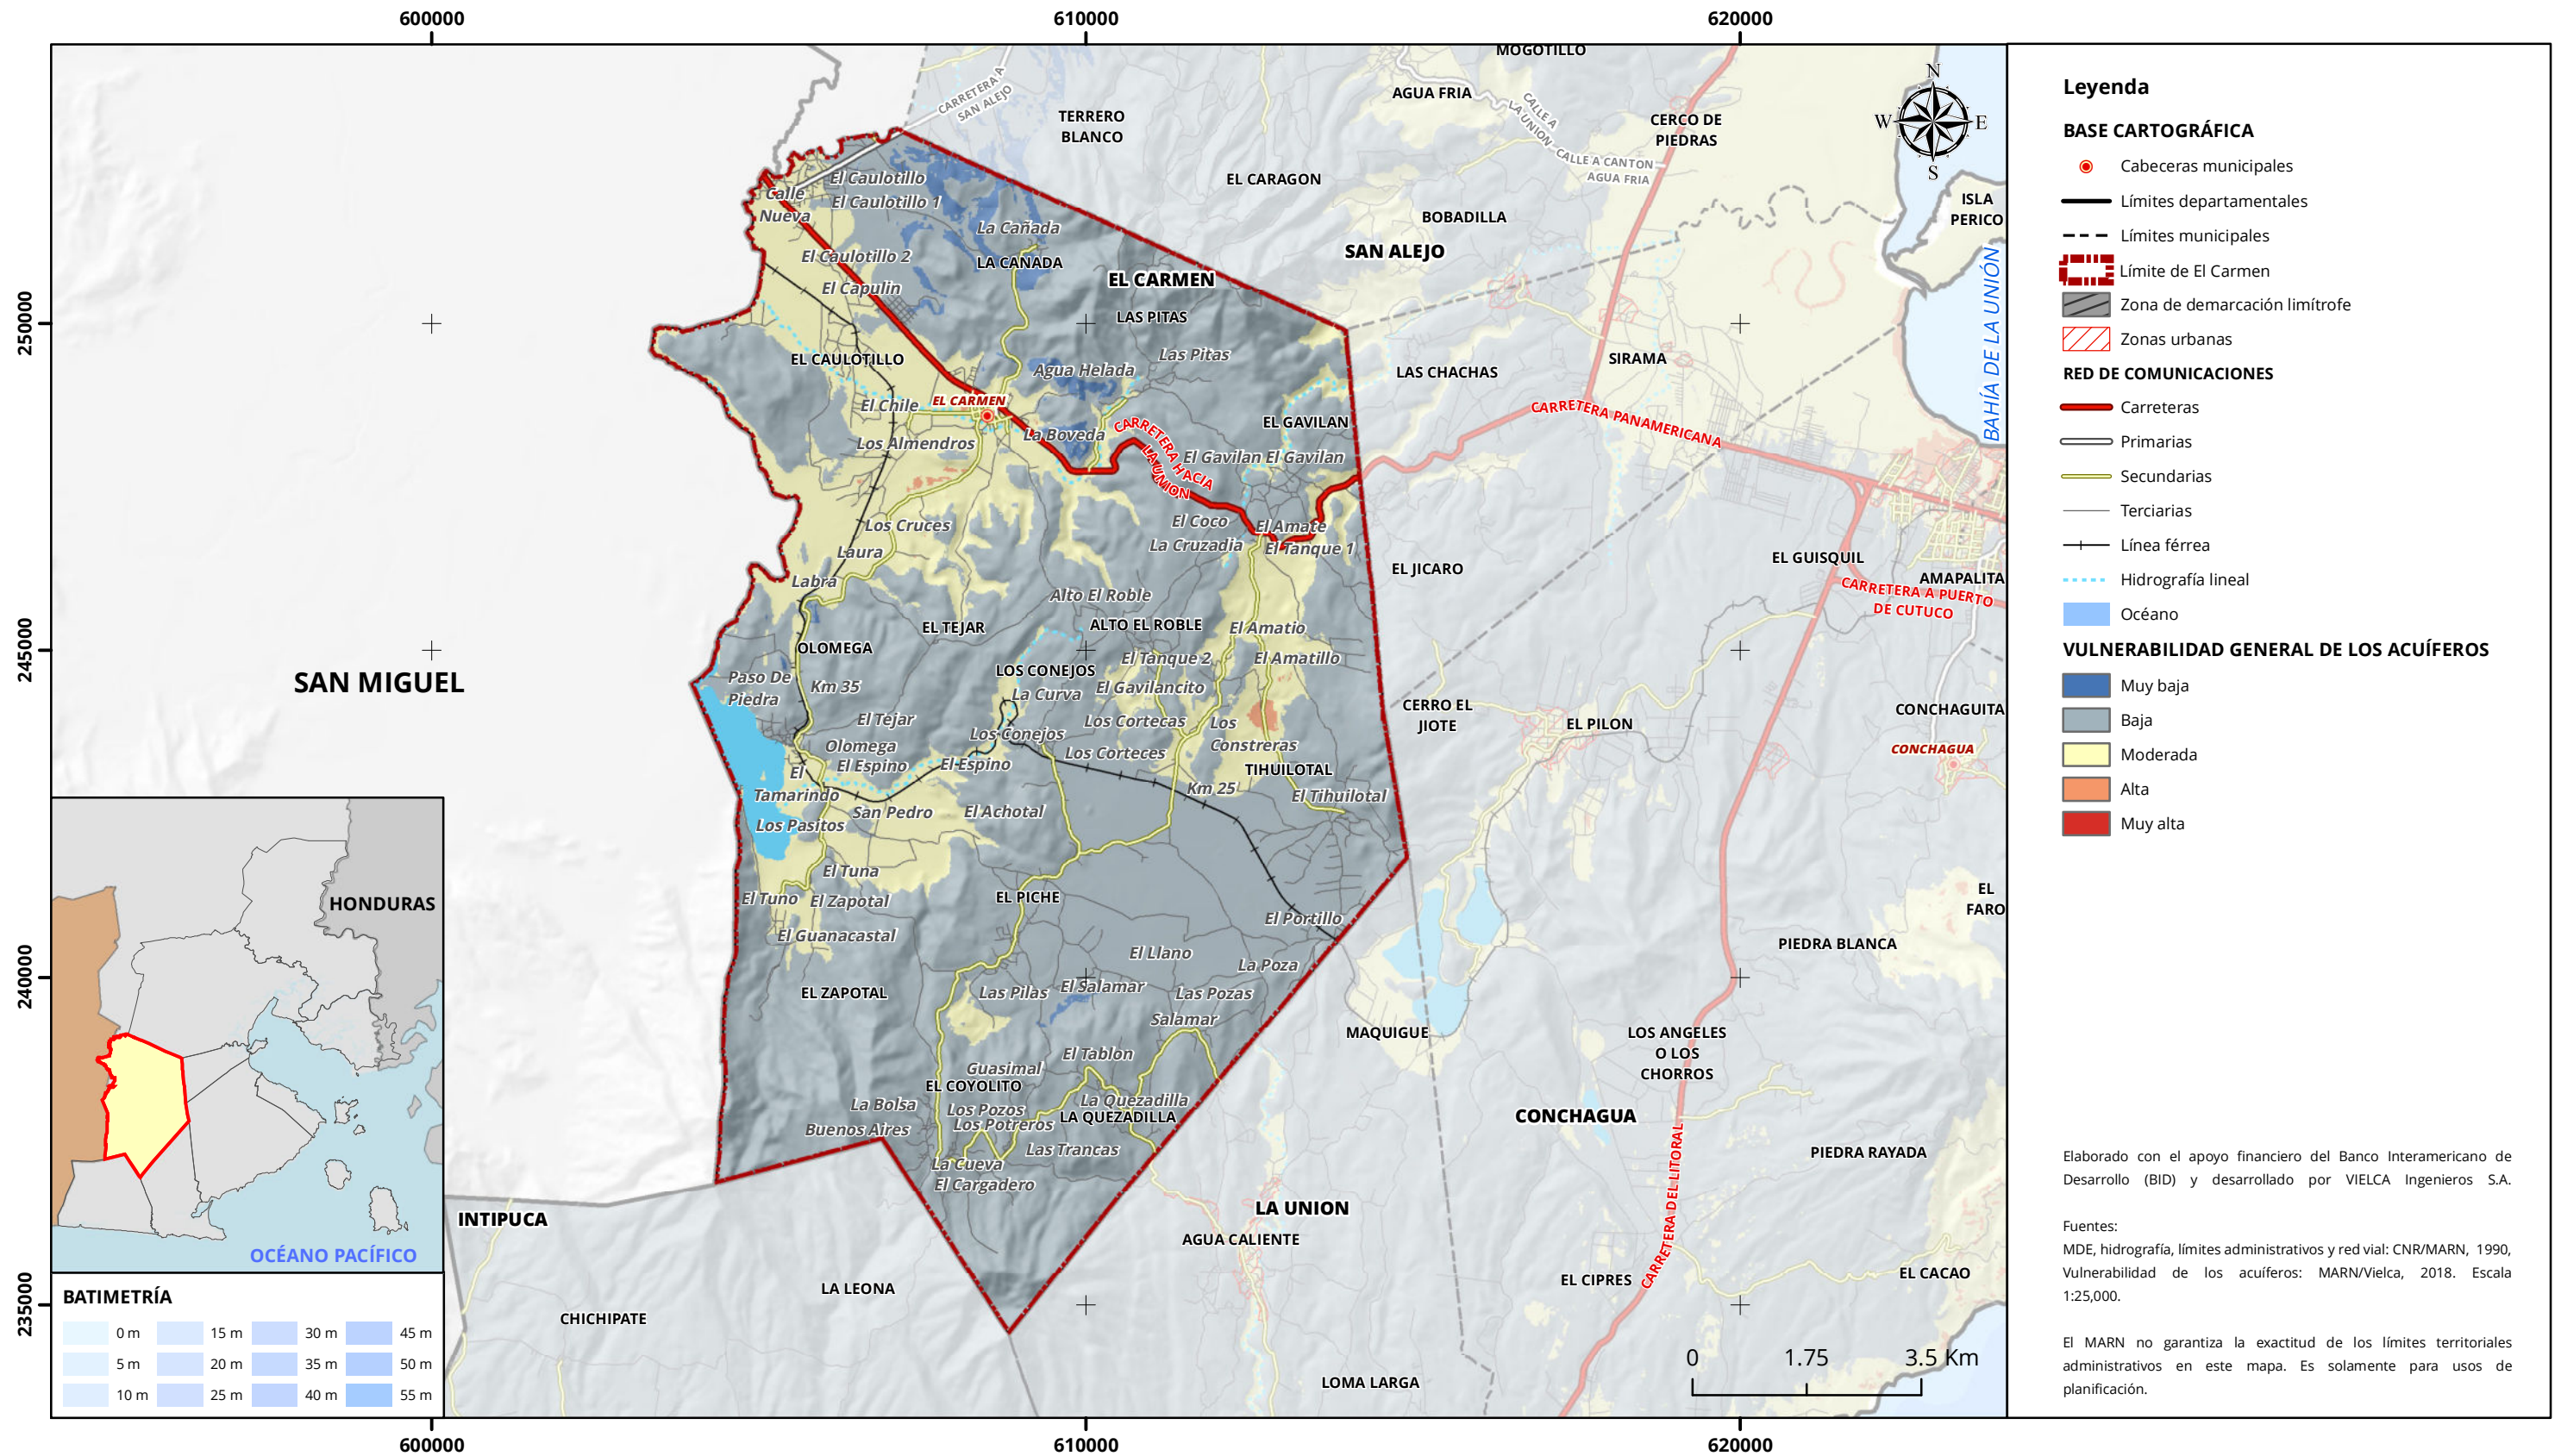 600000
610000
620000
250000
245000
240000
235000
600000
610000
620000
MOGOTILLO
CARRETERA A
SAN ALEJO
TERRERO
BLANCO
AGUA FRIA
CALLE A
LA UNION
CALLE A CANTON
AGUA FRIA
CERCO DE
PIEDRAS
N
W
E
S
EL CARAGON
BOBADILLA
SAN ALEJO
ISLA
PERICO
BAHÍA DE LA UNIÓN
El Caulotillo
Calle
Nueva
El Caulotillo 1
La Cañada
LA CAÑADA
El Caulotillo 2
El Capulin
EL CARMEN
LAS PITAS
Las Pitas
EL CAULOTILLO
Agua Helada
LAS CHACHAS
SIRAMA
El Chile
EL CARMEN
EL GAVILAN
CARRETERA PANAMERICANA
Los Almendros
La Boveda
CARRETERA HACIA
LA UNION
El Gavilan
El Gavilan
Los Cruces
El Coco
El Amate
Laura
La Cruzadia
El Tanque 1
Labra
EL JICARO
EL GUISQUIL
AMAPALITA
CARRETERA A PUERTO
DE CUTUCO
Alto El Roble
EL TEJAR
ALTO EL ROBLE
El Amatio
OLOMEGA
SAN MIGUEL
LOS CONEJOS
El Tanque 2
El Amatillo
Paso De
Piedra
Km 35
La Curva
El Gavilancito
El Tejar
Los Cortecas
Los
Constreras
CERRO EL
JIOTE
EL PILON
CONCHAGUITA
CONCHAGUA
Los Conejos
Olomega
El Espino
El Espino
Los Corteces
TIHUILOTAL
El
Tamarindo
Km 25
El Tihuilotal
Los Pasitos
San Pedro
El Achotal
El Tuna
El Tuno
El Zapotal
EL PICHE
El Portillo
EL
FARO
El Guanacastal
El Llano
La Poza
PIEDRA BLANCA
EL ZAPOTAL
Las Pilas
El Salamar
Las Pozas
Salamar
MAQUIGUE
LOS ANGELES
O LOS
CHORROS
El Tablon
Guasimal
EL COYOLITO
La Bolsa
Los Pozos
La Quezadilla
LA QUEZADILLA
CONCHAGUA
Los Potreros
Buenos Aires
Las Trancas
PIEDRA RAYADA
La Cueva
El Cargadero
CARRETERA DEL LITORAL
INTIPUCA
LA UNION
AGUA CALIENTE
LA LEONA
EL CIPRES
EL CACAO
CHICHIPATE
LOMA LARGA
0 1.75 3.5 Km
HONDURAS
OCÉANO PACÍFICO
BATIMETRÍA
0 m 15 m 30 m 45 m
5 m 20 m 35 m 50 m
10 m 25 m 40 m 55 m
Leyenda
BASE CARTOGRÁFICA
Cabeceras municipales
Límites departamentales
Límites municipales
Límite de El Carmen
Zona de demarcación limítrofe
Zonas urbanas
RED DE COMUNICACIONES
Carreteras
Primarias
Secundarias
Terciarias
Línea férrea
Hidrografía lineal
Océano
VULNERABILIDAD GENERAL DE LOS ACUÍFEROS
Muy baja
Baja
Moderada
Alta
Muy alta
Elaborado con el apoyo financiero del Banco Interamericano de
Desarrollo (BID) y desarrollado por VIELCA Ingenieros S.A.
Fuentes:
MDE, hidrografía, límites administrativos y red vial: CNR/MARN, 1990,
Vulnerabilidad de los acuíferos: MARN/Vielca, 2018. Escala
1:25,000.
El MARN no garantiza la exactitud de los límites territoriales
administrativos en este mapa. Es solamente para usos de
planificación.